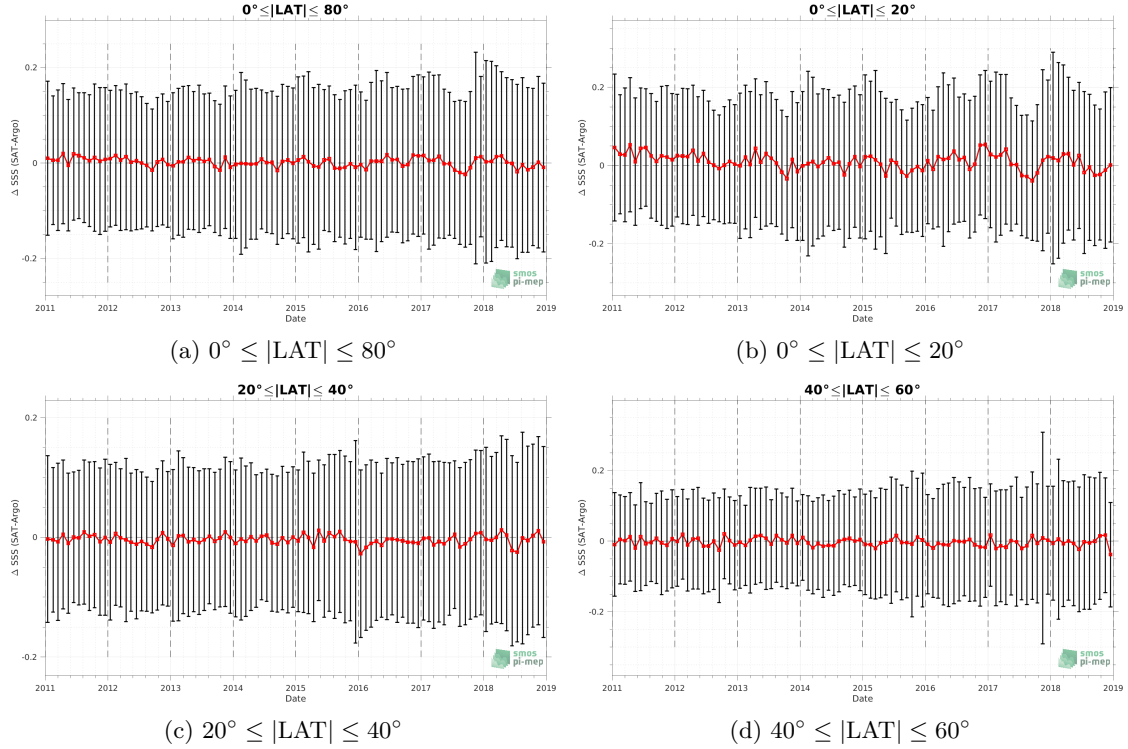 0°≤|LAT|≤ 80°
Δ SSS (SAT-Argo)
0.2
0
-0.2
2011 2012 2013 2014 2015 2016 2017 2018 2019
Date
smos
pi-mep
(a) 0° ≤ |LAT| ≤ 80°
0°≤|LAT|≤ 20°
Δ SSS (SAT-Argo)
0.2
0
-0.2
2011 2012 2013 2014 2015 2016 2017 2018 2019
Date
smos
pi-mep
(b) 0° ≤ |LAT| ≤ 20°
20°≤|LAT|≤ 40°
Δ SSS (SAT-Argo)
0.2
0
-0.2
2011 2012 2013 2014 2015 2016 2017 2018 2019
Date
smos
pi-mep
(c) 20° ≤ |LAT| ≤ 40°
40°≤|LAT|≤ 60°
Δ SSS (SAT-Argo)
0.2
0
-0.2
2011 2012 2013 2014 2015 2016 2017 2018 2019
Date
smos
pi-mep
(d) 40° ≤ |LAT| ≤ 60°